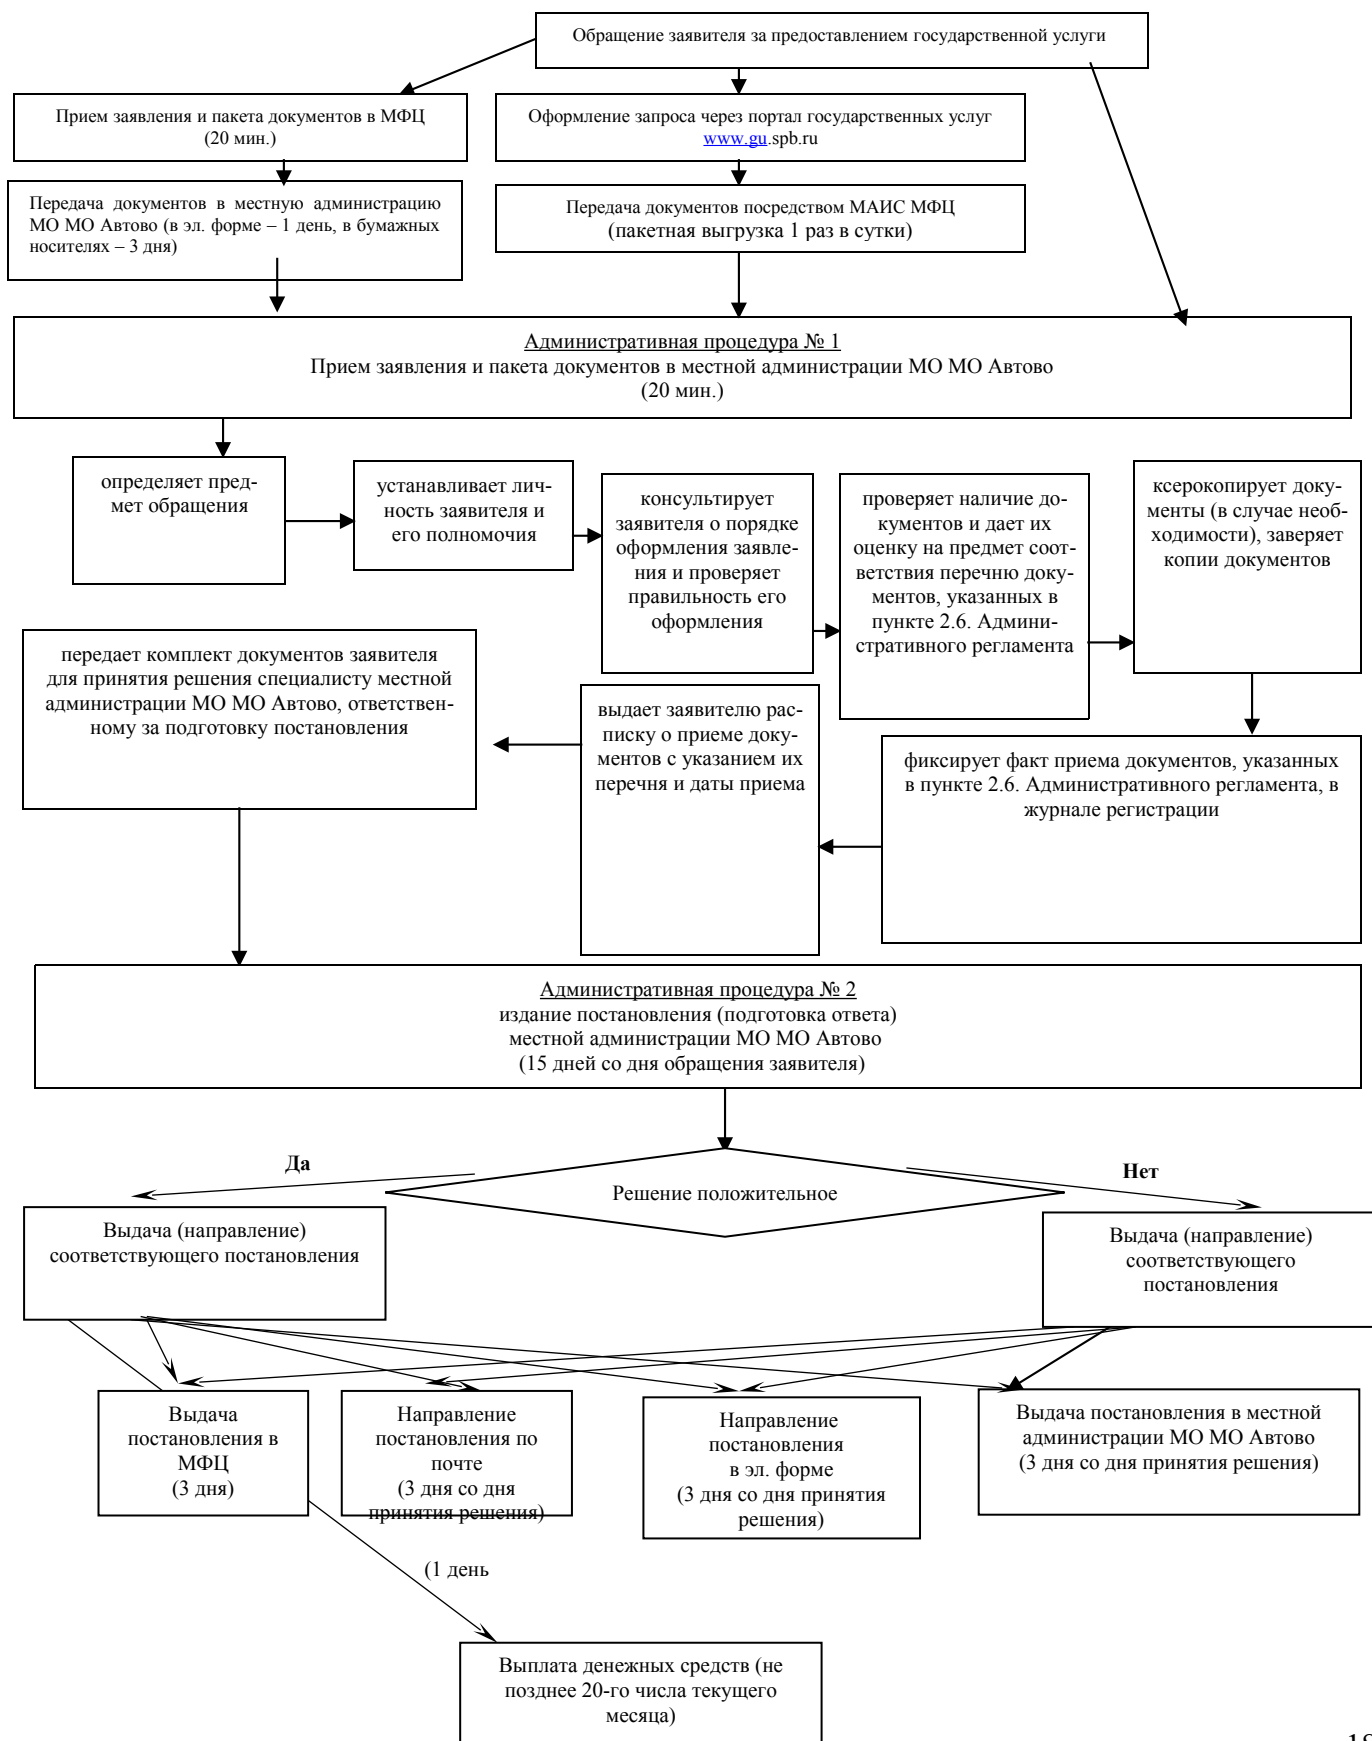 Обращение заявителя за предоставлением государственной услуги
Прием заявления и пакета документов в МФЦ
(20 мин.)
Оформление запроса через портал государственных услуг
www.gu.spb.ru
Передача документов в местную администрацию
МО МО Автово (в эл. форме – 1 день, в бумажных
носителях – 3 дня)
Передача документов посредством МАИС МФЦ
(пакетная выгрузка 1 раз в сутки)
Административная процедура № 1
Прием заявления и пакета документов в местной администрации МО МО Автово
(20 мин.)
определяет пред-
мет обращения
устанавливает лич-
ность заявителя и
его полномочия
консультирует
заявителя о порядке
оформления заявле-
ния и проверяет
правильность его
оформления
проверяет наличие до-
кументов и дает их
оценку на предмет соот-
ветствия перечню доку-
ментов, указанных в
пункте 2.6. Админи-
стративного регламента
ксерокопирует доку-
менты (в случае необ-
ходимости), заверяет
копии документов
передает комплект документов заявителя
для принятия решения специалисту местной
администрации МО МО Автово, ответствен-
ному за подготовку постановления
выдает заявителю рас-
писку о приеме доку-
ментов с указанием их
перечня и даты приема
фиксирует факт приема документов, указанных
в пункте 2.6. Административного регламента, в
журнале регистрации
Административная процедура № 2
издание постановления (подготовка ответа)
местной администрации МО МО Автово
(15 дней со дня обращения заявителя)
Да
Решение положительное
Нет
Выдача (направление)
соответствующего постановления
Выдача (направление)
соответствующего
постановления
Выдача
постановления в
МФЦ
(3 дня)
Направление
постановления по
почте
(3 дня со дня
принятия решения)
Направление
постановления
в эл. форме
(3 дня со дня принятия
решения)
Выдача постановления в местной
администрации МО МО Автово
(3 дня со дня принятия решения)
(1 день
Выплата денежных средств (не
позднее 20-го числа текущего
месяца)